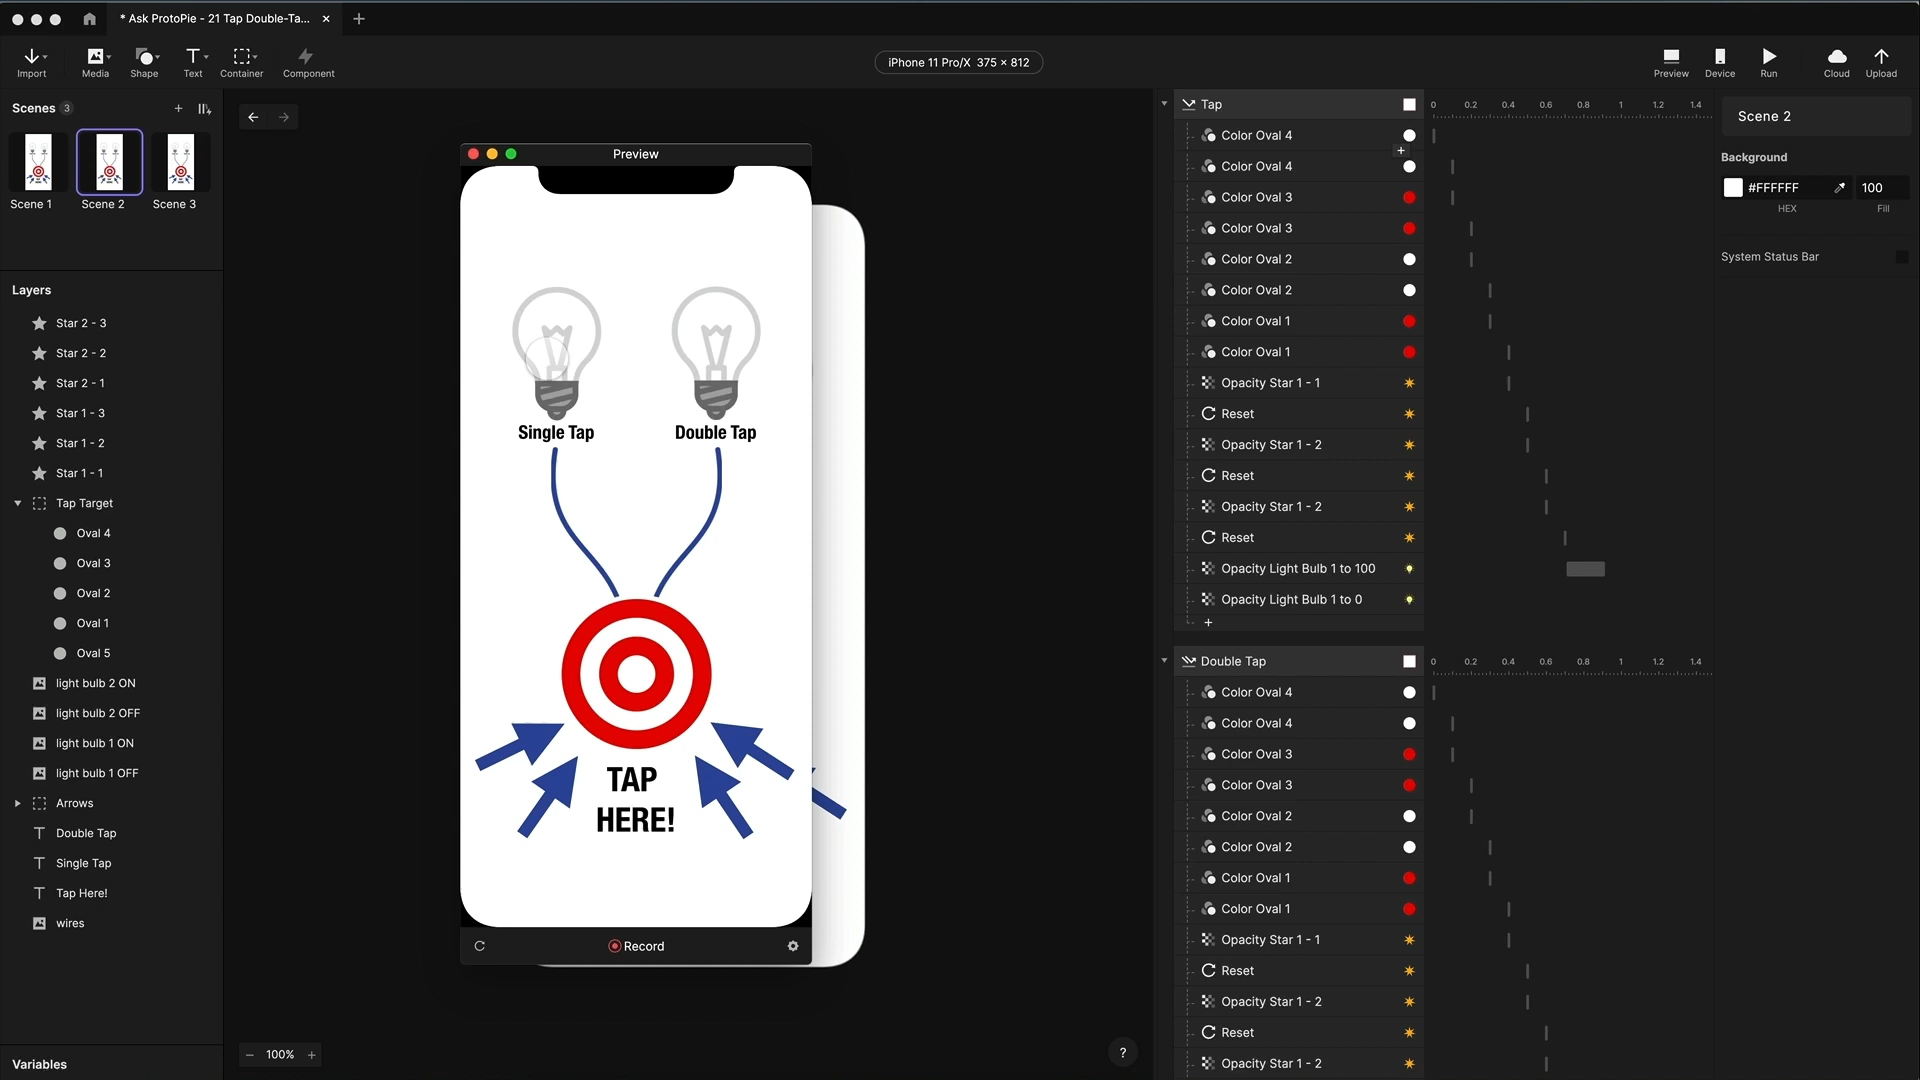 * Ask ProtoPie - 21 Tap Double-Ta...
Import
Media
Shape
Text
Container
Component
iPhone 11 Pro/X 375 × 812
Preview
Device
Run
Cloud
Upload
Scenes 3
Scene 1
Scene 2
Scene 3
Layers
Star 2 - 3
Star 2 - 2
Star 2 - 1
Star 1 - 3
Star 1 - 2
Star 1 - 1
Tap Target
Oval 4
Oval 3
Oval 2
Oval 1
Oval 5
light bulb 2 ON
light bulb 2 OFF
light bulb 1 ON
light bulb 1 OFF
Arrows
Double Tap
Single Tap
Tap Here!
wires
Variables
Preview
Single Tap
Double Tap
TAP
HERE!
Record
100%
?
Tap
0 0.2 0.4 0.6 0.8 1 1.2 1.4
Color Oval 4
Color Oval 4
Color Oval 3
Color Oval 3
Color Oval 2
Color Oval 2
Color Oval 1
Color Oval 1
Opacity Star 1 - 1
Reset
Opacity Star 1 - 2
Reset
Opacity Star 1 - 2
Reset
Opacity Light Bulb 1 to 100
Opacity Light Bulb 1 to 0
Double Tap
0 0.2 0.4 0.6 0.8 1 1.2 1.4
Color Oval 4
Color Oval 4
Color Oval 3
Color Oval 3
Color Oval 2
Color Oval 2
Color Oval 1
Color Oval 1
Opacity Star 1 - 1
Reset
Opacity Star 1 - 2
Reset
Opacity Star 1 - 2
Scene 2
Background
#FFFFFF 100
HEX Fill
System Status Bar